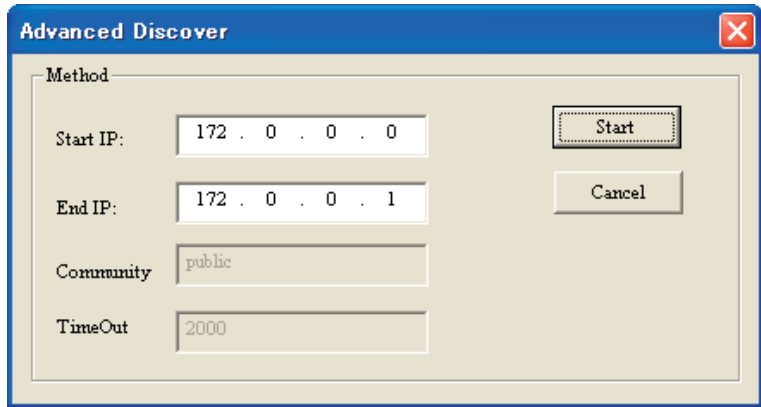 Advanced Discover
Method
Start IP: 172 . 0 . 0 . 0
Start
End IP: 172 . 0 . 0 . 1
Cancel
Community public
TimeOut 2000